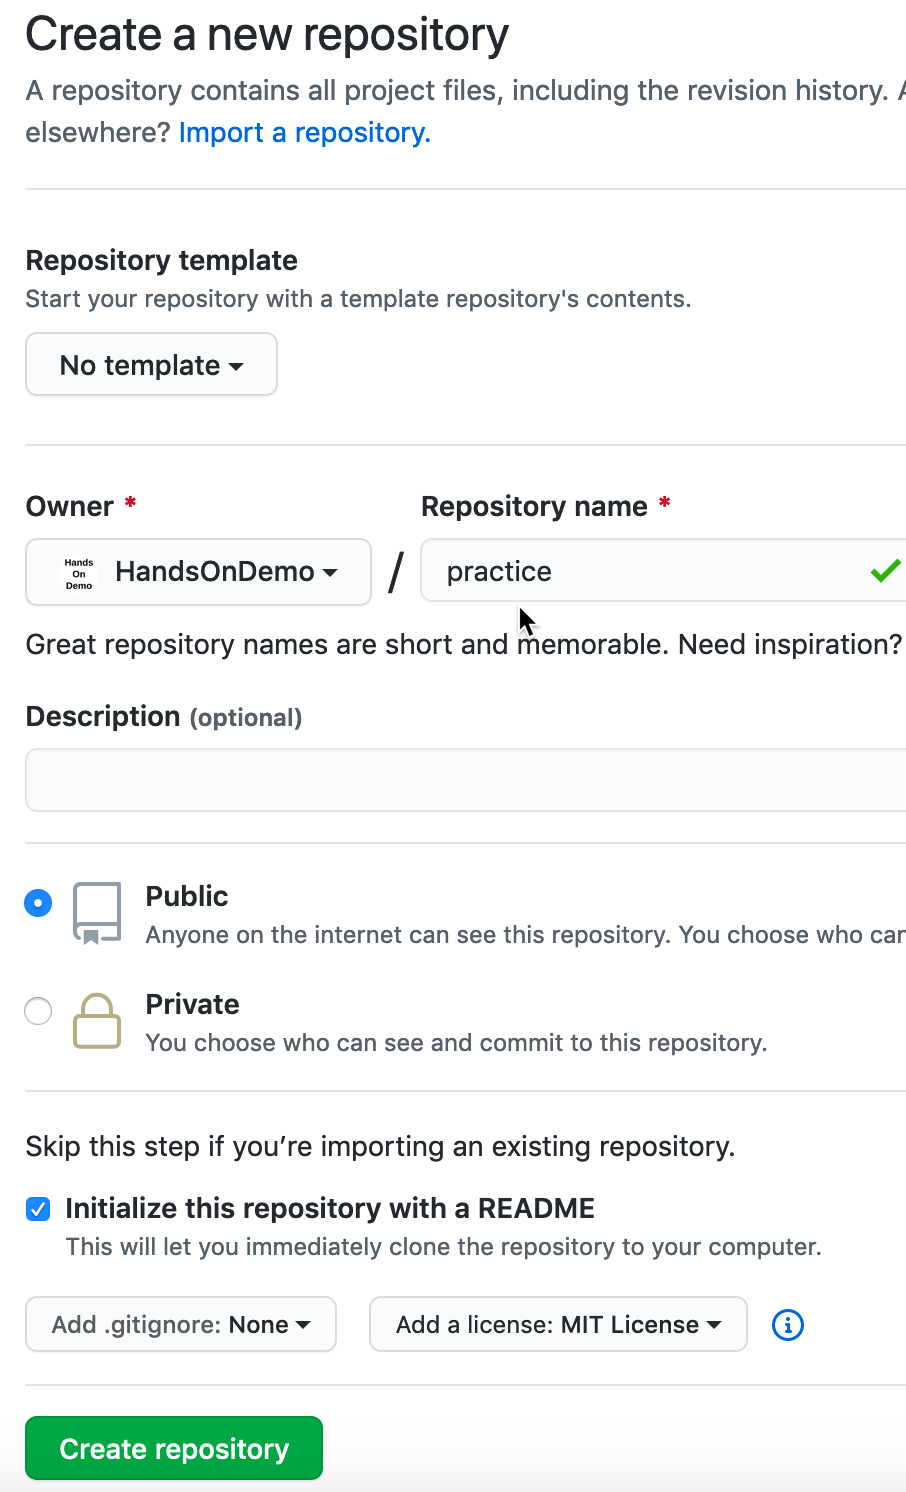 Create a new repository
A repository contains all project files, including the revision history. A
elsewhere? Import a repository.
Repository template
Start your repository with a template repository's contents.
No template
Owner *
Repository name *
Hands
On
Demo
HandsOnDemo
/
practice
Great repository names are short and memorable. Need inspiration?
Description (optional)
Public
Anyone on the internet can see this repository. You choose who can
Private
You choose who can see and commit to this repository.
Skip this step if you’re importing an existing repository.
Initialize this repository with a README
This will let you immediately clone the repository to your computer.
Add .gitignore: None
Add a license: MIT License
Create repository